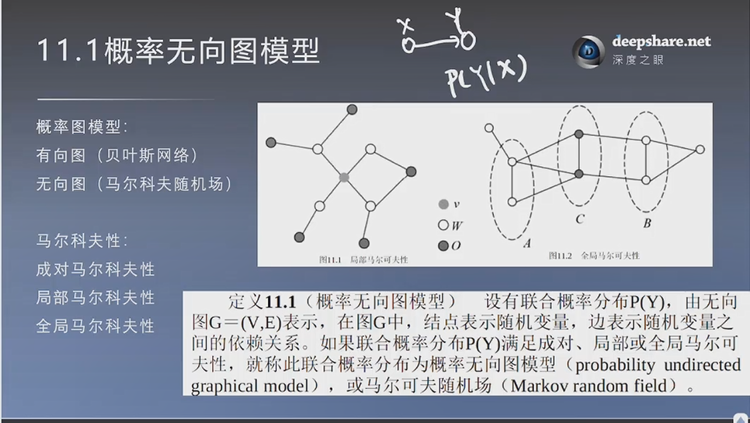 11.1概率无向图模型
X Y
P(Y|X)
deepshare.net
深度之眼
概率图模型：
有向图（贝叶斯网络）
无向图（马尔科夫随机场）
马尔科夫性：
成对马尔科夫性
局部马尔科夫性
全局马尔科夫性
v
W
O
图11.1 局部马尔可夫性
A
C
B
图11.2 全局马尔可夫性
定义11.1（概率无向图模型） 设有联合概率分布P(Y)，由无向
图G＝(V,E)表示，在图G中，结点表示随机变量，边表示随机变量之
间的依赖关系。如果联合概率分布P(Y)满足成对、局部或全局马尔可
夫性，就称此联合概率分布为概率无向图模型（probability undirected
graphical model），或马尔可夫随机场（Markov random field）。